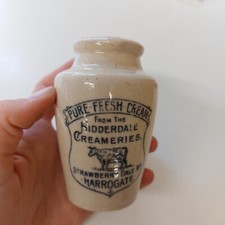 PURE FRESH CREAM
FROM THE
NIDDERDALE
CREAMERIES.
STRAWBERRY DALE
HARROGATE